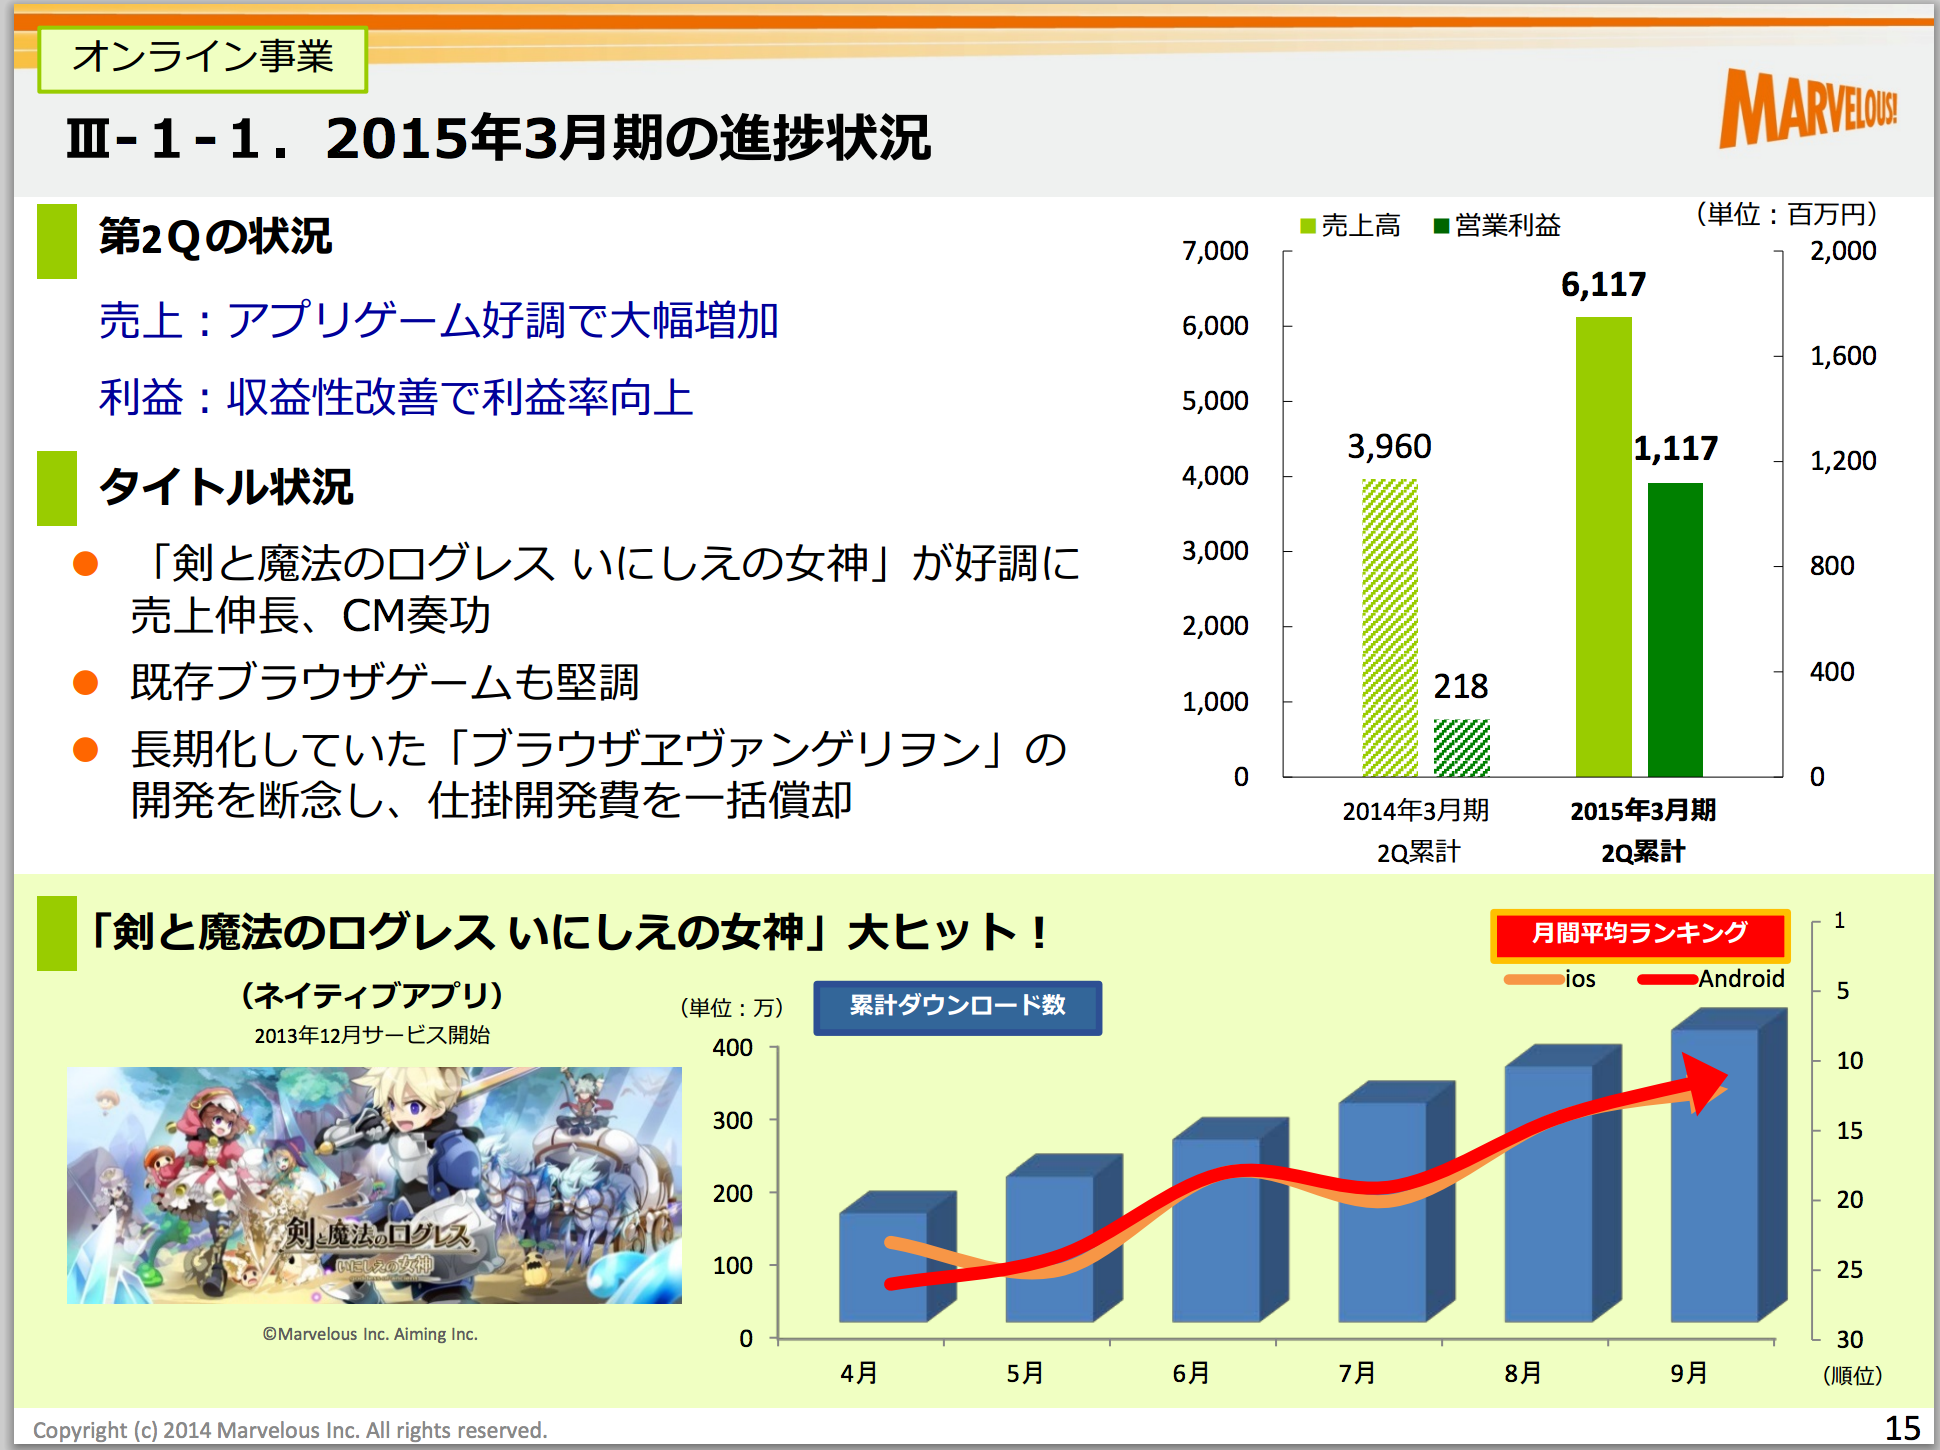 オンライン事業
MARVELOUS!
Ⅲ-１-１．2015年3月期の進捗状況
第2Qの状況
売上：アプリゲーム好調で大幅増加
利益：収益性改善で利益率向上
タイトル状況
「剣と魔法のログレス いにしえの女神」が好調に
売上伸長、CM奏功
既存ブラウザゲームも堅調
長期化していた「ブラウザヱヴァンゲリヲン」の
開発を断念し、仕掛開発費を一括償却
（単位：百万円）
売上高 営業利益
7,000
6,000
5,000
4,000
3,000
2,000
1,000
0
3,960
218
6,117
1,117
2,000
1,600
1,200
800
400
0
2014年3月期
2Q累計
2015年3月期
2Q累計
「剣と魔法のログレス いにしえの女神」大ヒット！
（ネイティブアプリ）
2013年12月サービス開始
剣と魔法のログレス
いにしえの女神
©Marvelous Inc. Aiming Inc.
（単位：万）
累計ダウンロード数
月間平均ランキング
ios Android
400
300
200
100
0
4月 5月 6月 7月 8月 9月
1
5
10
15
20
25
30
（順位）
Copyright (c) 2014 Marvelous Inc. All rights reserved.
15